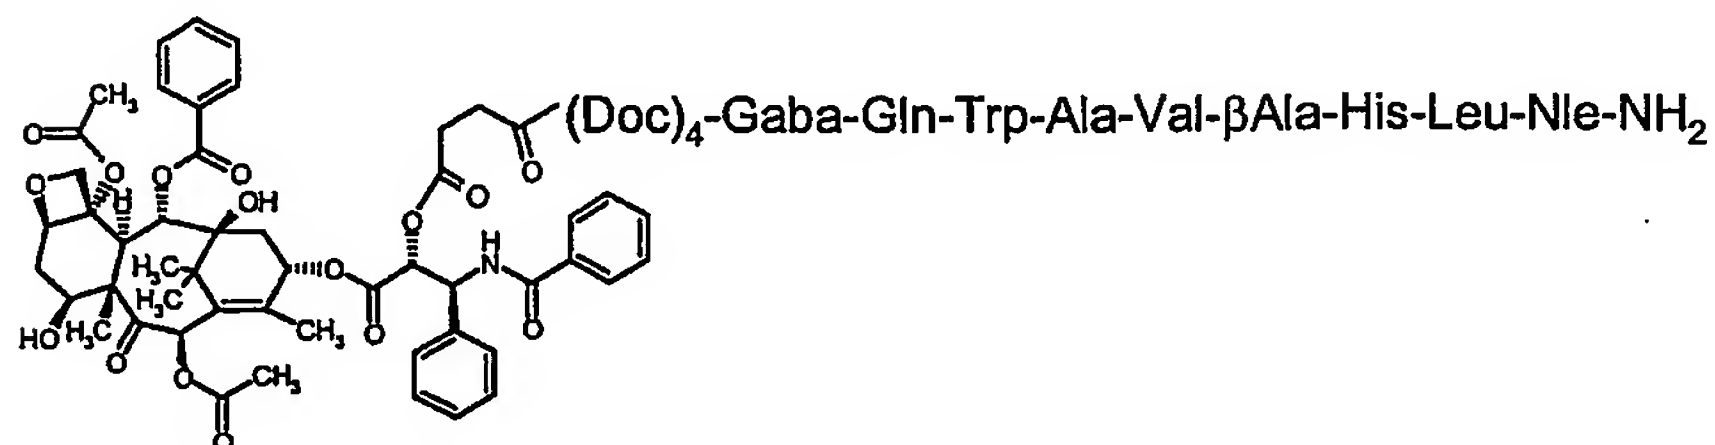 (Doc)₄-Gaba-Gln-Trp-Ala-Val-βAla-His-Leu-Nle-NH₂
CH₃
O
O
O
O
O
H
OH
O
O
H
N
H₃C
H₃C
O
O
O
HO
H₃C
O
CH₃
O
CH₃
O